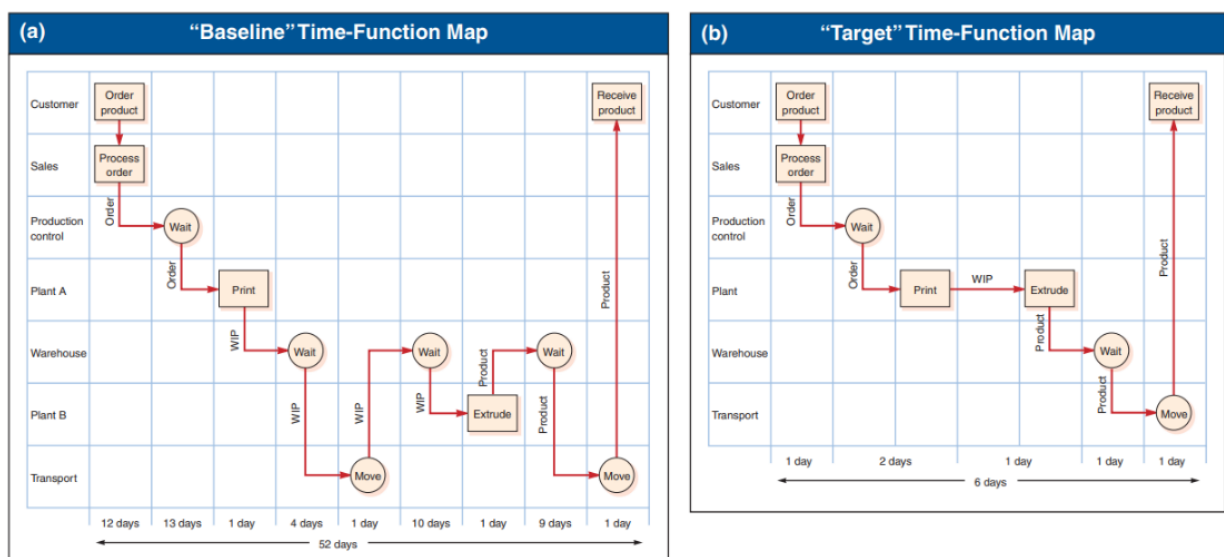 (a) “Baseline” Time-Function Map
Customer
Order
product
Receive
product
Sales
Process
order
Order
Production
control
Wait
Order
Plant A
Print
WIP
Product
Warehouse
Wait
WIP
Wait
Product
Wait
WIP
WIP
Product
Plant B
Extrude
Transport
Move
Move
12 days 13 days 1 day 4 days 1 day 10 days 1 day 9 days 1 day
52 days
(b) “Target” Time-Function Map
Customer
Order
product
Receive
product
Sales
Process
order
Order
Production
control
Wait
Order
Product
Plant
Print
WIP
Extrude
Product
Warehouse
Wait
Product
Transport
Move
1 day 2 days 1 day 1 day 1 day
6 days